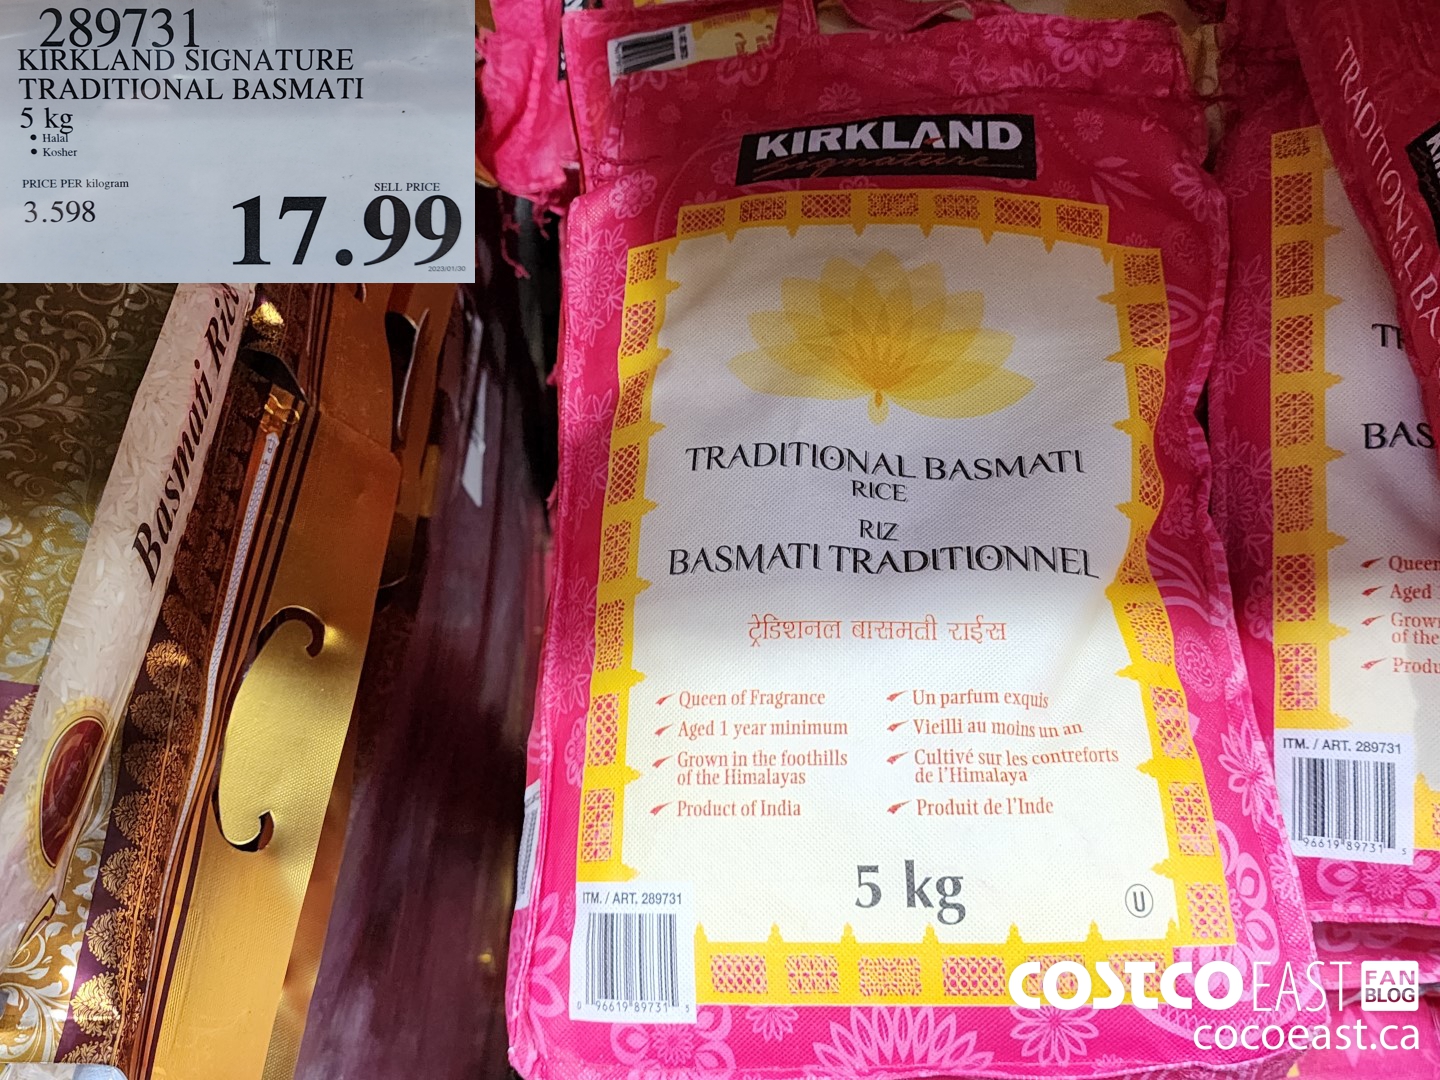 289731
KIRKLAND SIGNATURE
TRADITIONAL BASMATI
5 kg
• Halal
• Kosher
PRICE PER kilogram
3.598
SELL PRICE
17.99
2023/01/30
Basmati Rice
KIRKLAND
Signature
TRADITIONAL BASMATI
RICE
RIZ
BASMATI TRADITIONNEL
ट्रेडिशनल बासमती राईस
Queen of Fragrance
Aged 1 year minimum
Grown in the foothills
of the Himalayas
Product of India
Un parfum exquis
Vieilli au moins un an
Cultivé sur les contreforts
de l'Himalaya
Produit de l'Inde
5 kg
U
ITM. / ART. 289731
0 96619 89731 5
TRADITIONAL BA
TR
BAS
Queen
Aged 1
Grown
of the
Produ
ITM. / ART. 289731
96619 89731 5
COSTCO EAST FAN
BLOG
cocoeast.ca